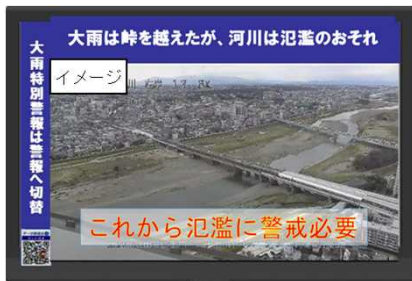 大雨は峠を越えたが、河川は氾濫のおそれ
大雨特別警報は警報へ切替
イメージ
これから氾濫に警戒必要